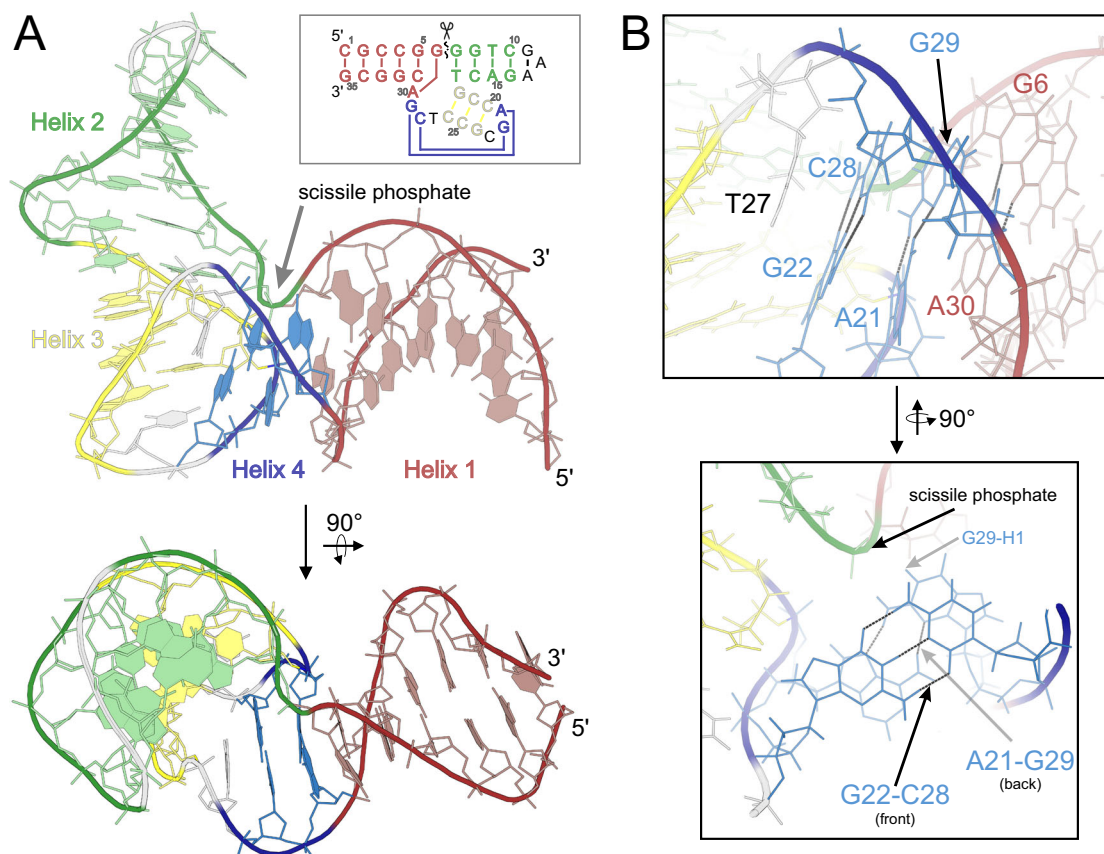 A
B
5'
1
5
10
C G C C G G G G T C G
A
A
G C G G C T C A G A
35
3'
30
15
A
G C C
20
A
G
C T C C G C G
25
Helix 2
scissile phosphate
3'
Helix 3
Helix 4
Helix 1
5'
90°
3'
5'
G29
G6
C28
T27
G22
A21
A30
90°
scissile phosphate
G29-H1
A21-G29
(back)
G22-C28
(front)